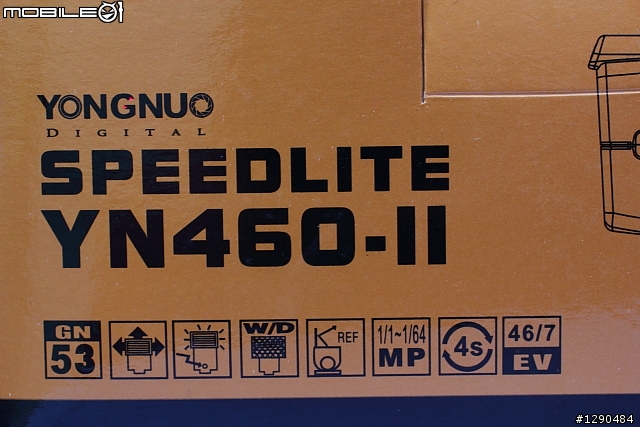 MOBILE01
YONGNUO
DIGITAL
SPEEDLITE
YN460-II
GN
53
W/D
REF
1/1~1/64
MP
4s
46/7
EV
#1290484